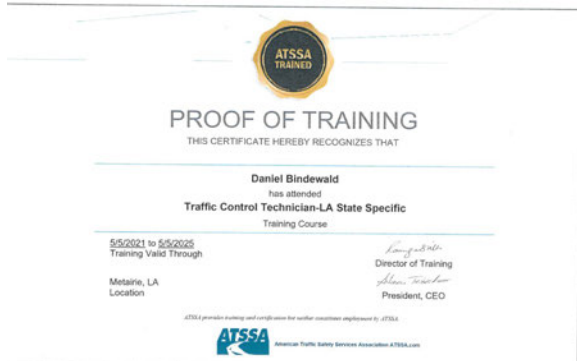 ATSSA
TRAINED
PROOF OF TRAINING
THIS CERTIFICATE HEREBY RECOGNIZES THAT
Daniel Bindewald
has attended
Traffic Control Technician-LA State Specific
Training Course
5/5/2021 to 5/5/2025
Training Valid Through
Director of Training
Metairie, LA
Location
President, CEO
ATSSA provides training and certification but neither constitutes employment by ATSSA
ATSSA
American Traffic Safety Services Association-ATSSA.com